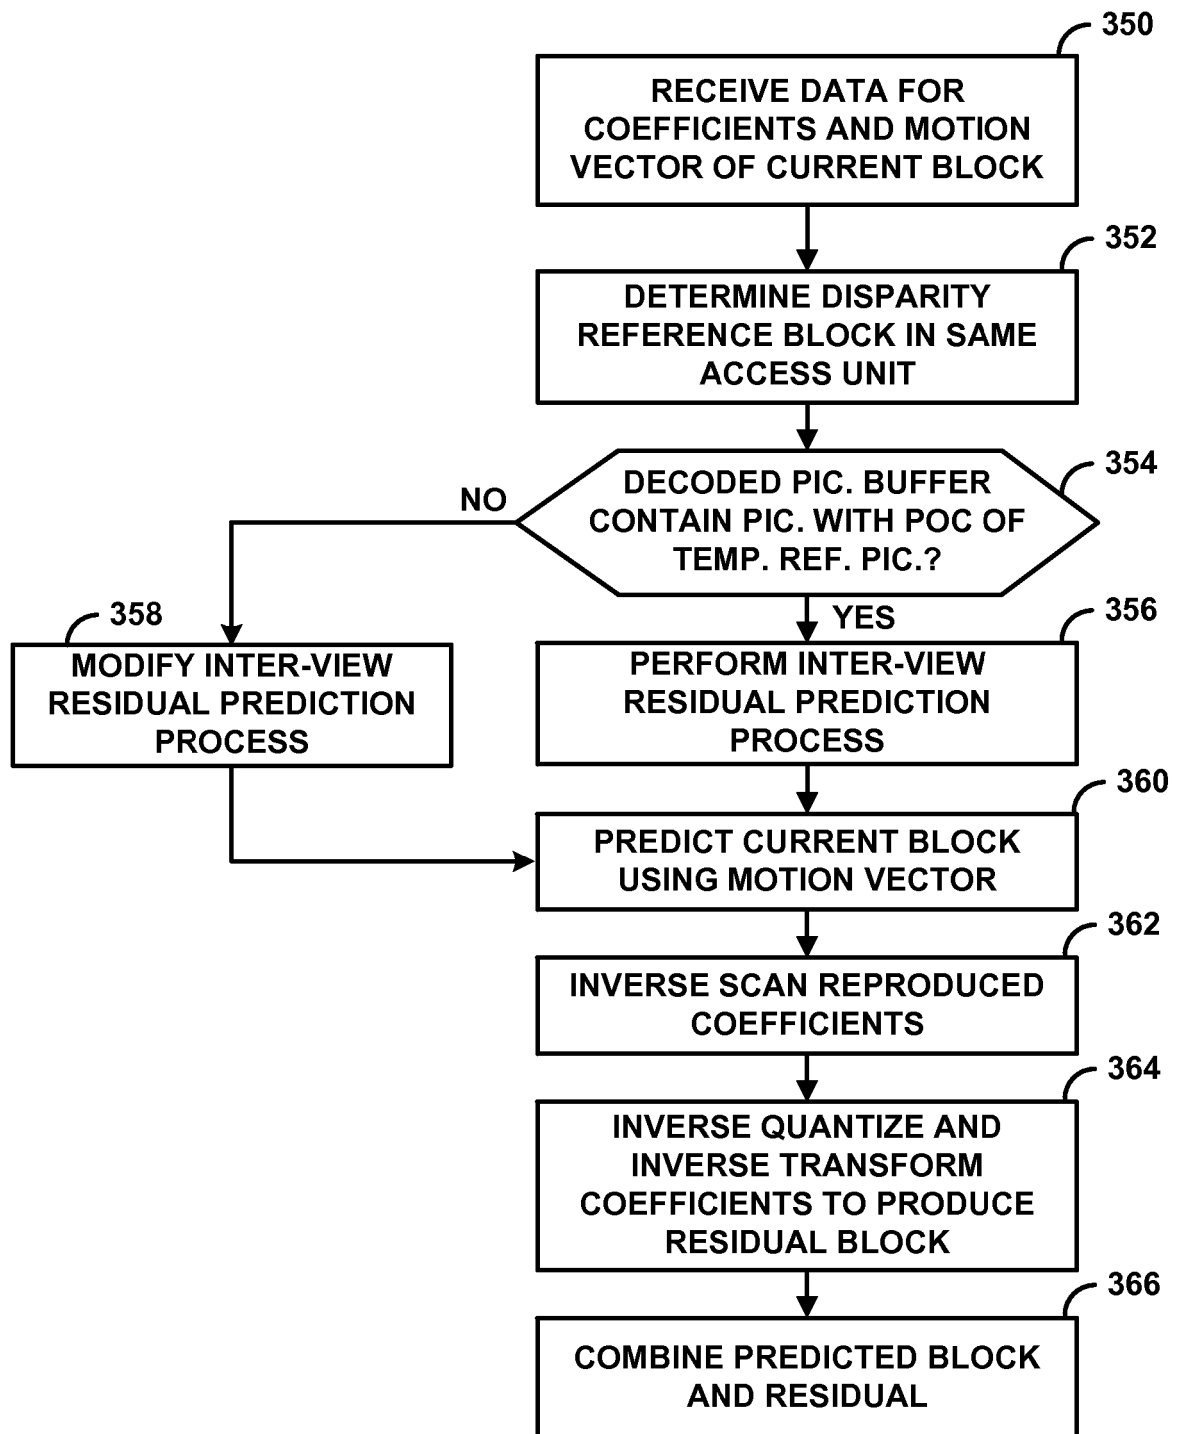 350
RECEIVE DATA FOR
COEFFICIENTS AND MOTION
VECTOR OF CURRENT BLOCK
352
DETERMINE DISPARITY
REFERENCE BLOCK IN SAME
ACCESS UNIT
354
DECODED PIC. BUFFER
CONTAIN PIC. WITH POC OF
TEMP. REF. PIC.?
NO
YES
358
MODIFY INTER-VIEW
RESIDUAL PREDICTION
PROCESS
356
PERFORM INTER-VIEW
RESIDUAL PREDICTION
PROCESS
360
PREDICT CURRENT BLOCK
USING MOTION VECTOR
362
INVERSE SCAN REPRODUCED
COEFFICIENTS
364
INVERSE QUANTIZE AND
INVERSE TRANSFORM
COEFFICIENTS TO PRODUCE
RESIDUAL BLOCK
366
COMBINE PREDICTED BLOCK
AND RESIDUAL